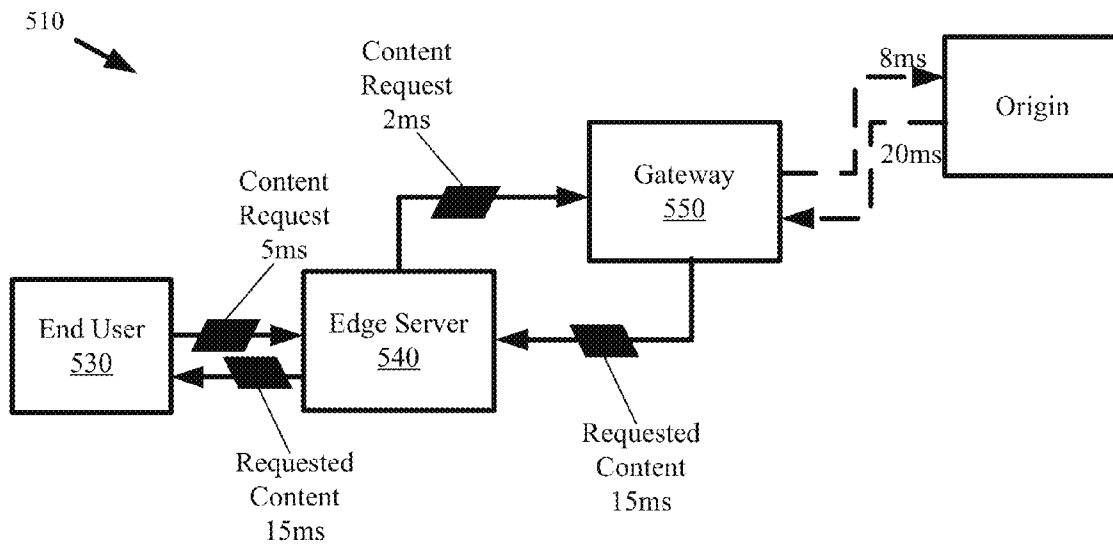 510
Content
Request
2ms
8ms
Origin
20ms
Gateway
550
Content
Request
5ms
End User
530
Edge Server
540
Requested
Content
15ms
Requested
Content
15ms